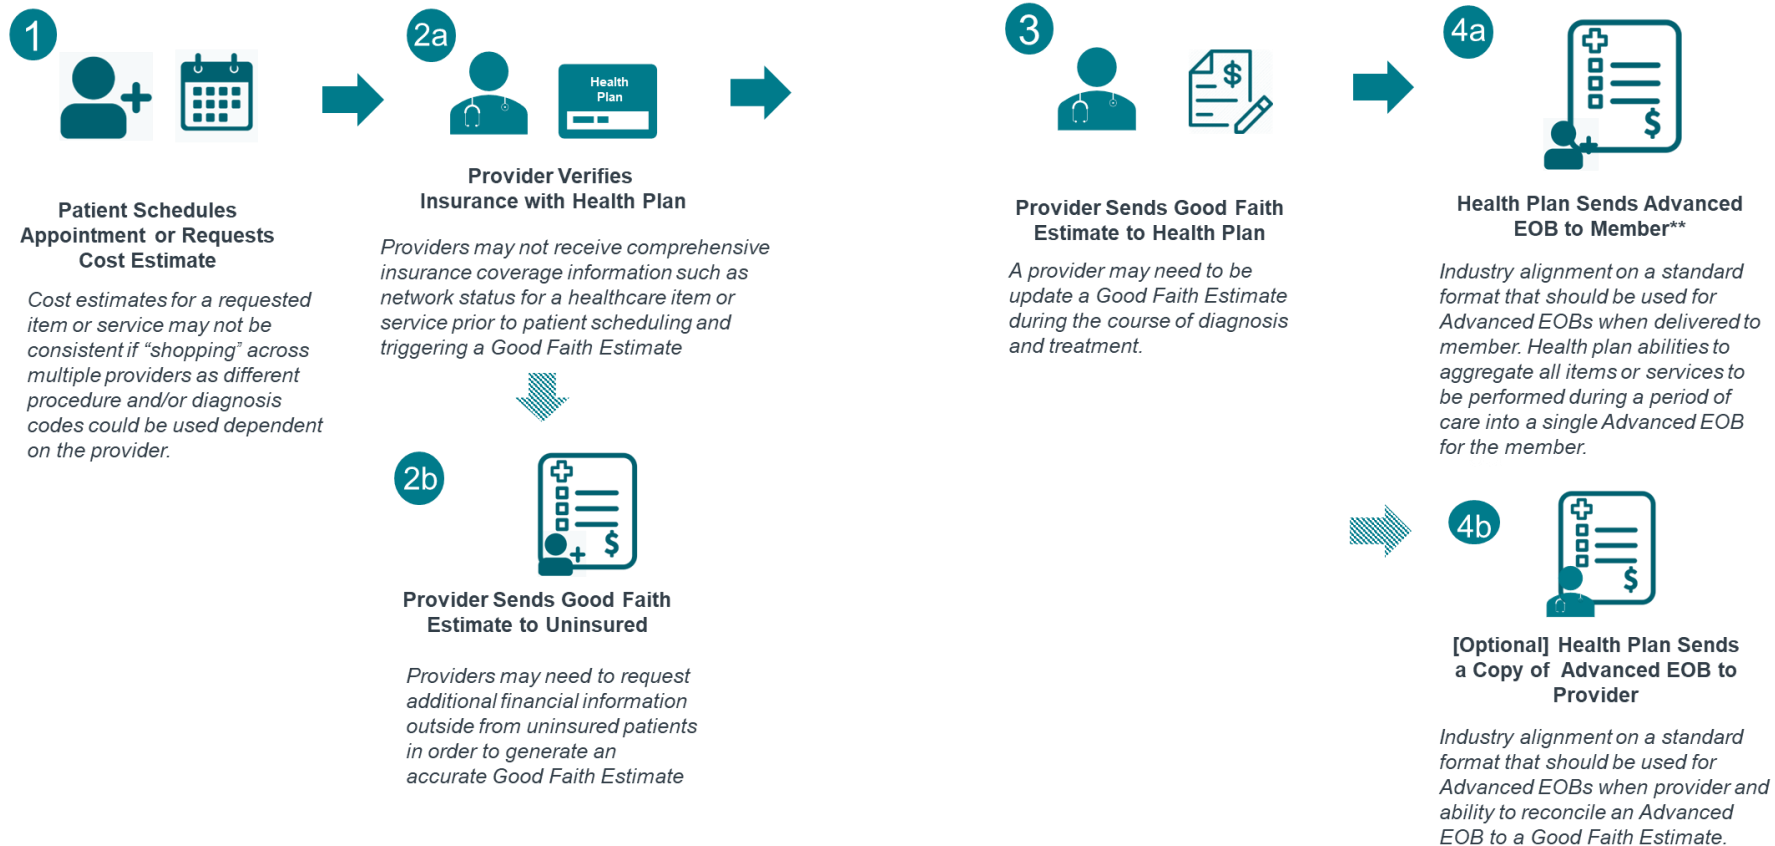 1
Patient Schedules
Appointment or Requests
Cost Estimate
Cost estimates for a requested
item or service may not be
consistent if “shopping” across
multiple providers as different
procedure and/or diagnosis
codes could be used dependent
on the provider.
2a
Health
Plan
Provider Verifies
Insurance with Health Plan
Providers may not receive comprehensive
insurance coverage information such as
network status for a healthcare item or
service prior to patient scheduling and
triggering a Good Faith Estimate
2b
$
Provider Sends Good Faith
Estimate to Uninsured
Providers may need to request
additional financial information
outside from uninsured patients
in order to generate an
accurate Good Faith Estimate
3
$
Provider Sends Good Faith
Estimate to Health Plan
A provider may need to be
update a Good Faith Estimate
during the course of diagnosis
and treatment.
4a
$
Health Plan Sends Advanced
EOB to Member**
Industry alignment on a standard
format that should be used for
Advanced EOBs when delivered to
member. Health plan abilities to
aggregate all items or services to
be performed during a period of
care into a single Advanced EOB
for the member.
4b
$
[Optional] Health Plan Sends
a Copy of Advanced EOB to
Provider
Industry alignment on a standard
format that should be used for
Advanced EOBs when provider and
ability to reconcile an Advanced
EOB to a Good Faith Estimate.